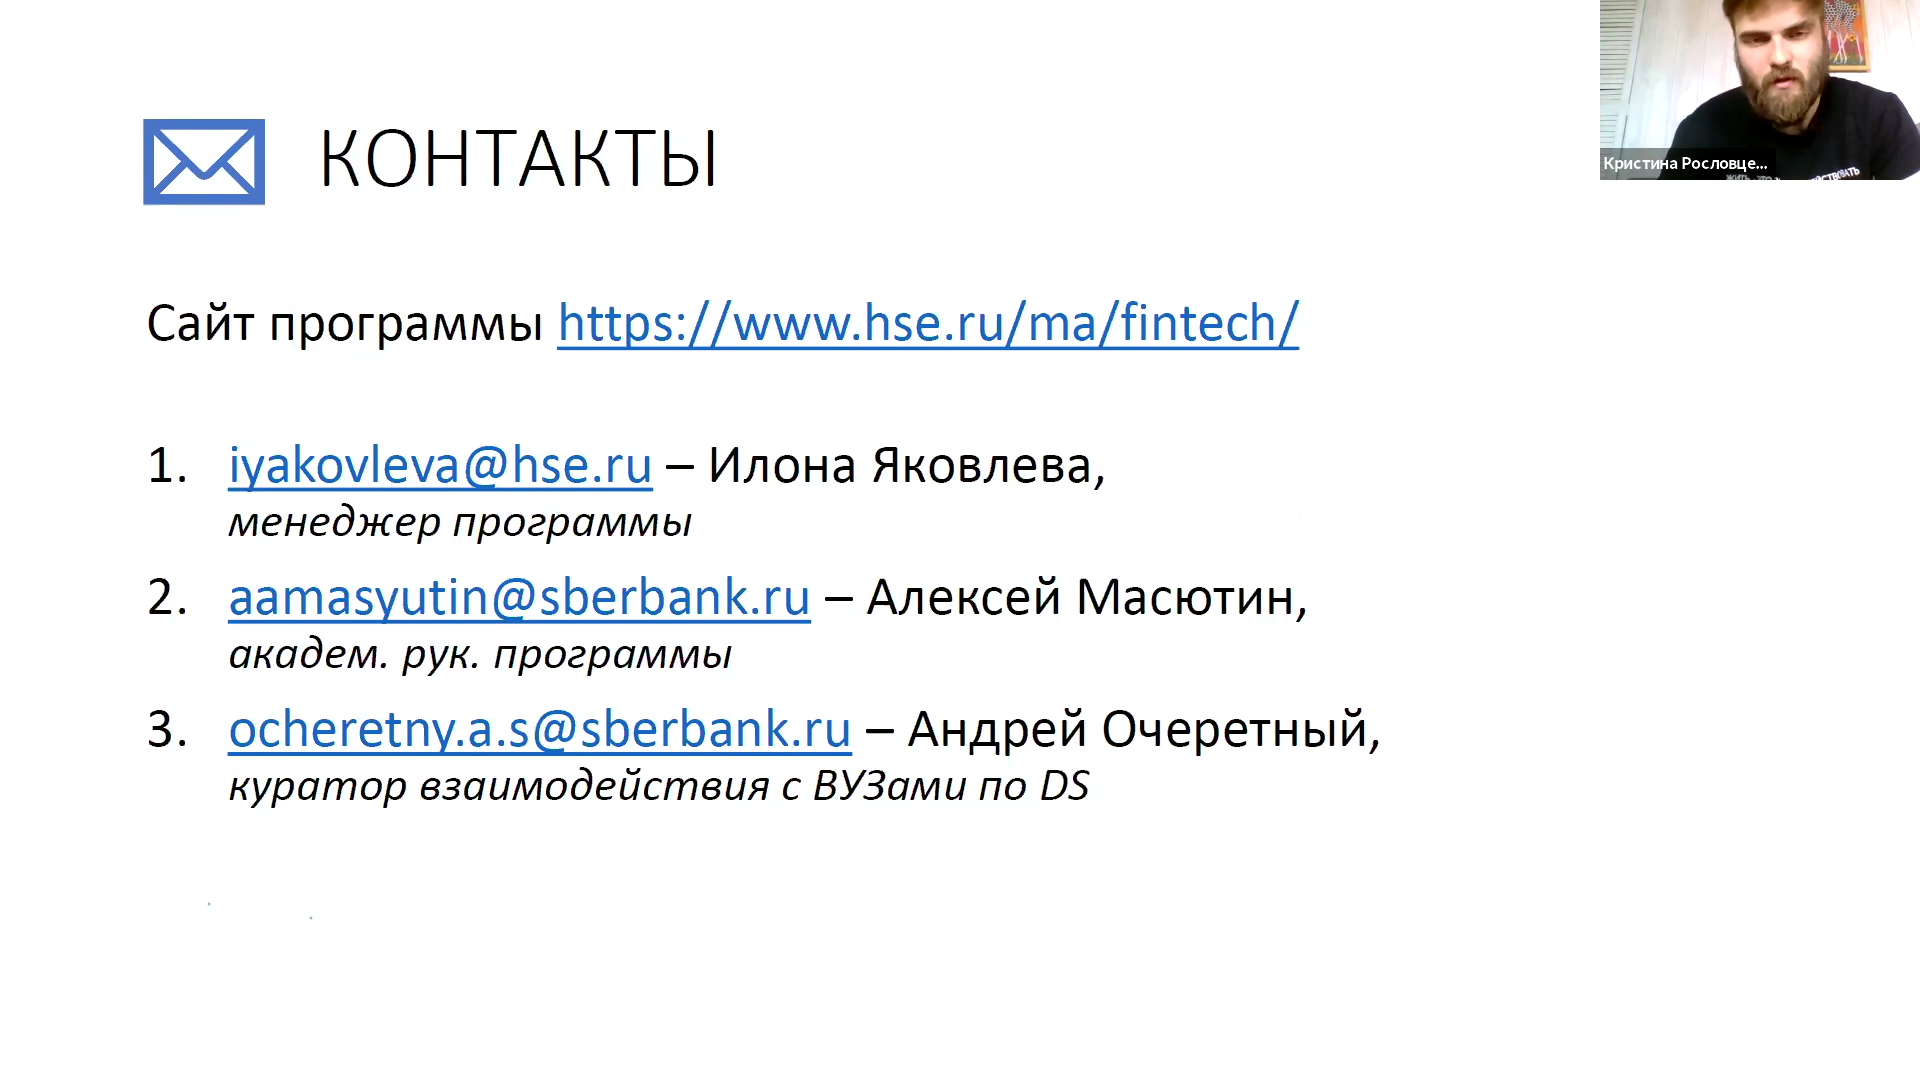 КОНТАКТЫ
Сайт программы https://www.hse.ru/ma/fintech/
1. iyakovleva@hse.ru – Илона Яковлева,
менеджер программы
2. aamasyutin@sberbank.ru – Алексей Масютин,
академ. рук. программы
3. ocheretny.a.s@sberbank.ru – Андрей Очеретный,
куратор взаимодействия с ВУЗами по DS
Кристина Рословце...